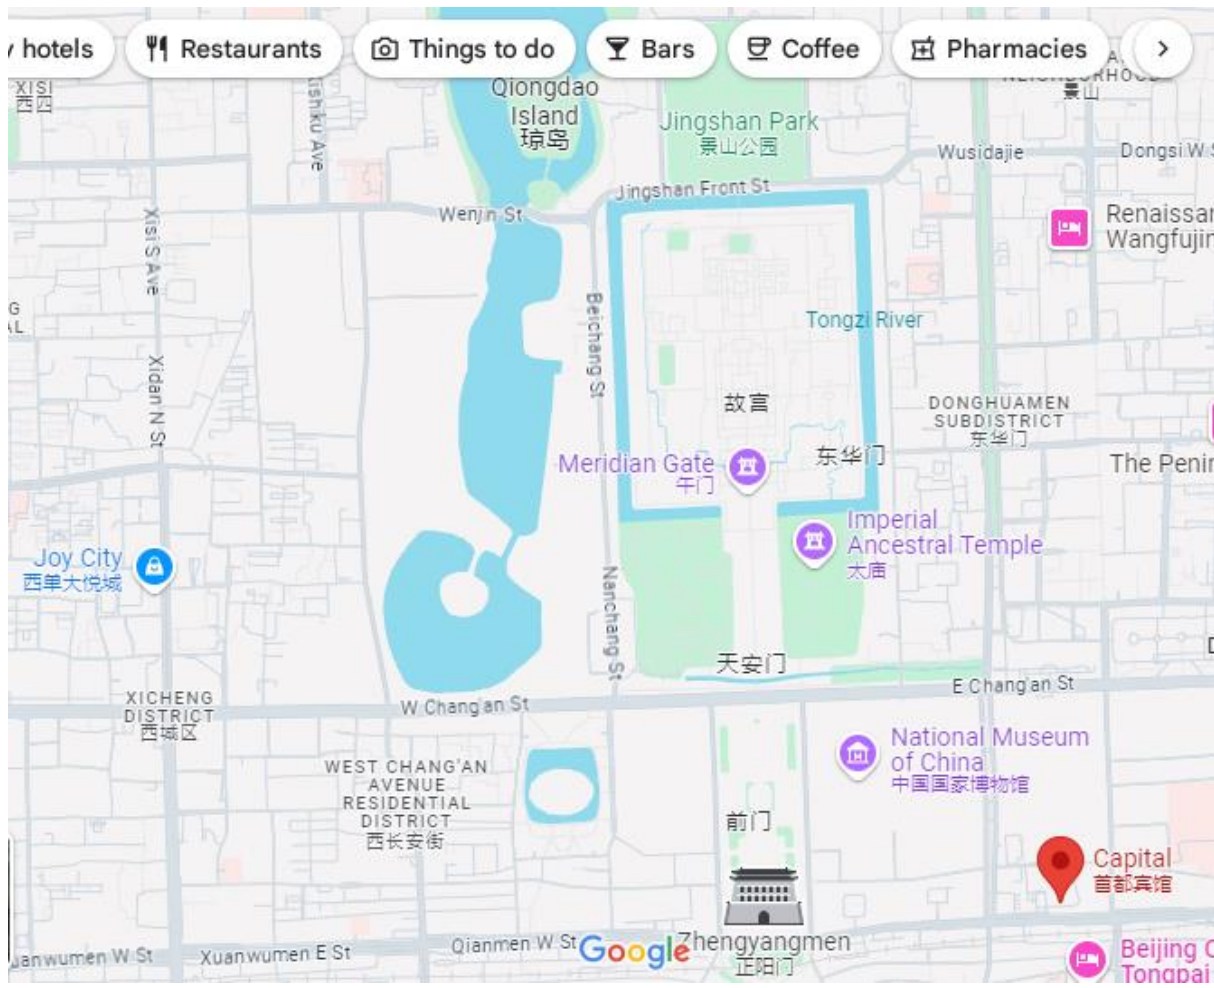 hotels
Restaurants
Things to do
Bars
Coffee
Pharmacies
XISI
西四
Qiongdao
Island
琼岛
Jingshan Park
景山公园
景山
Wusidajie
Dongsi W S
Jingshan Front St
Wenjin St
Xisi S Ave
Renaissan
Wangfujin
Beichang St
Tongzi River
Xidan N St
故宫
DONGHUAMEN
SUBDISTRICT
东华门
东华门
Meridian Gate
午门
The Penin
Imperial
Ancestral Temple
太庙
Joy City
西单大悦城
Nanchang St
天安门
E Chang'an St
W Chang'an St
XICHENG
DISTRICT
西城区
National Museum
of China
中国国家博物馆
WEST CHANG'AN
AVENUE
RESIDENTIAL
DISTRICT
西长安街
前门
Capital
首都宾馆
Zhengyangmen
正阳门
Google
Qianmen W St
Xuanwumen E St
uanwumen W St
Beijing
Tongpai